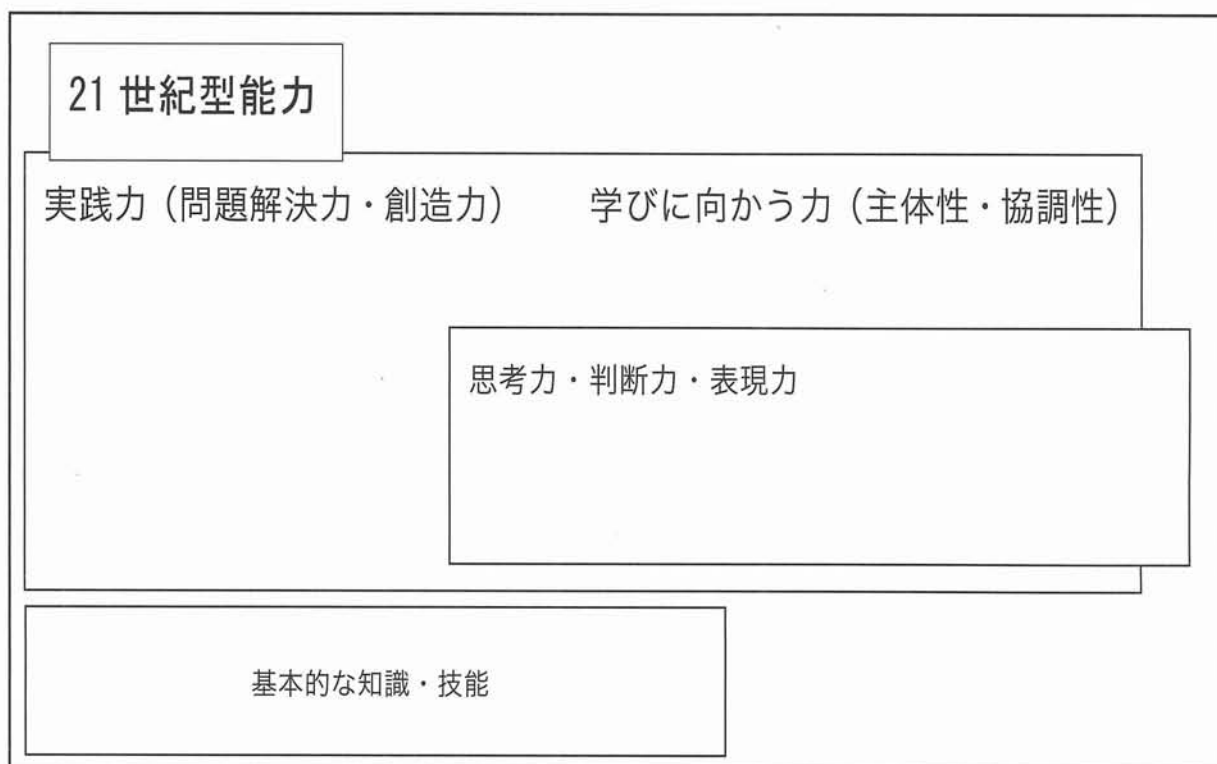 21 世紀型能力
実践力（問題解決力・創造力） 学びに向かう力（主体性・協調性）
思考力・判断力・表現力
基本的な知識・技能